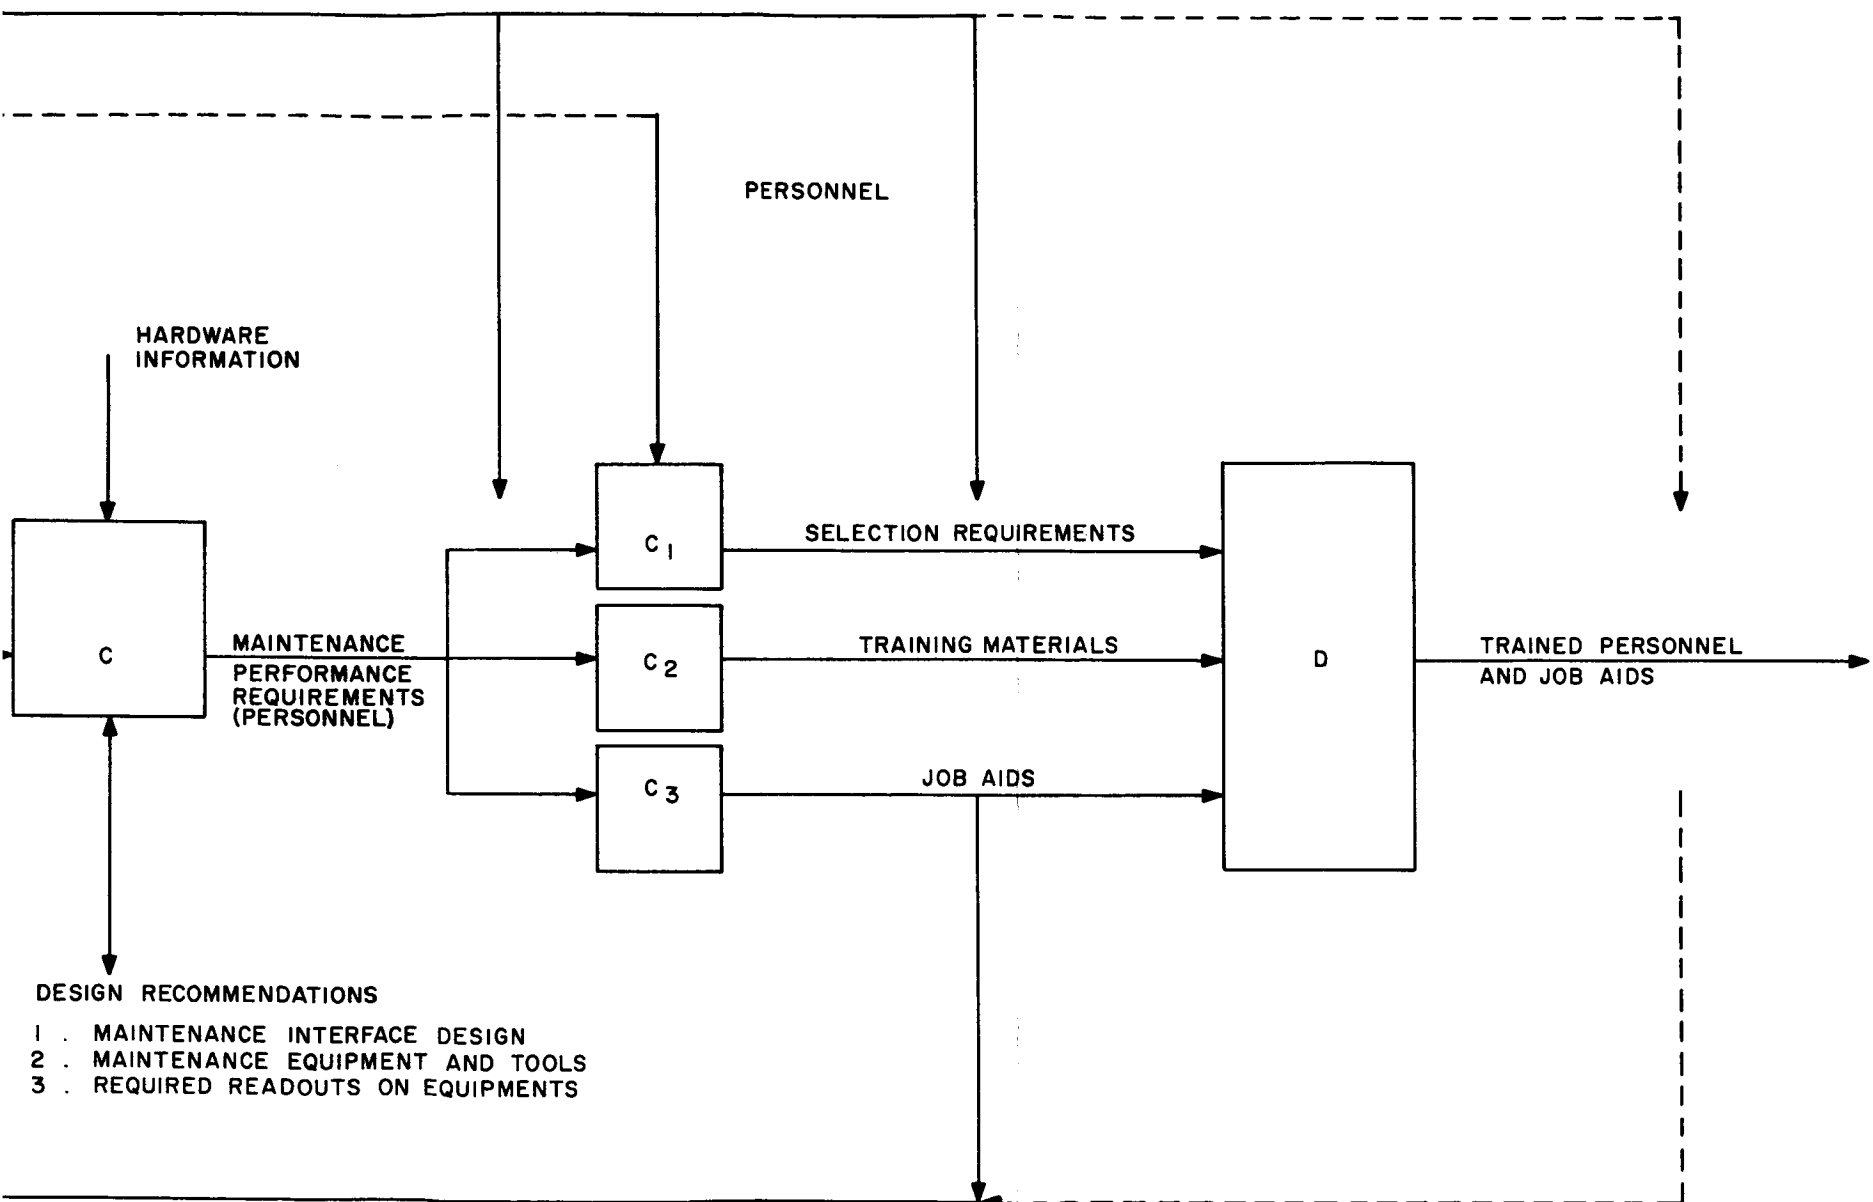 PERSONNEL
HARDWARE
INFORMATION
C
MAINTENANCE
PERFORMANCE
REQUIREMENTS
(PERSONNEL)
C1
C2
C3
SELECTION REQUIREMENTS
TRAINING MATERIALS
JOB AIDS
D
TRAINED PERSONNEL
AND JOB AIDS
DESIGN RECOMMENDATIONS
1 . MAINTENANCE INTERFACE DESIGN
2 . MAINTENANCE EQUIPMENT AND TOOLS
3 . REQUIRED READOUTS ON EQUIPMENTS